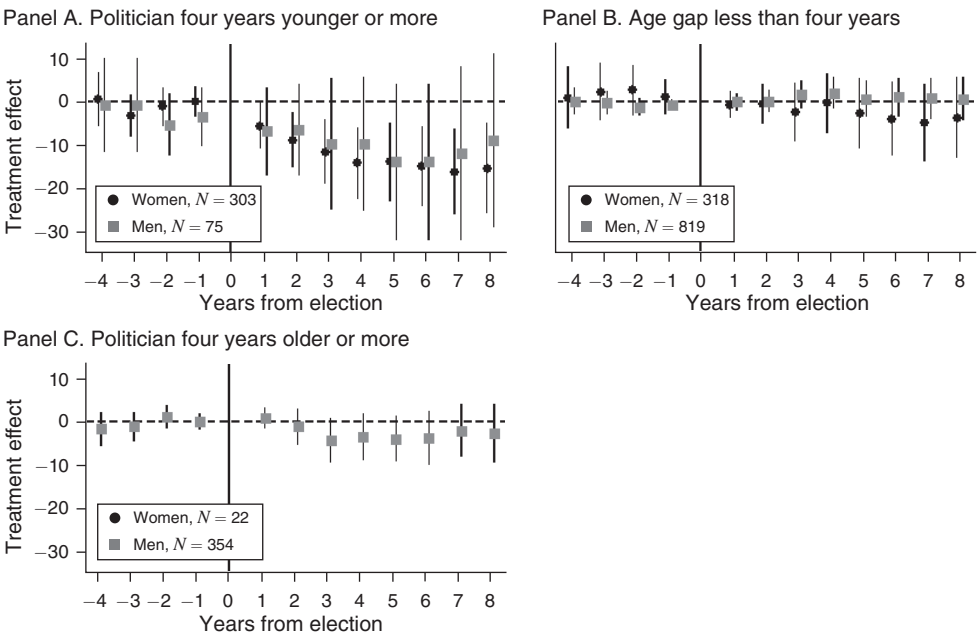 Panel A. Politician four years younger or more
10
0
−10
−20
−30
Treatment effect
Women, N = 303
Men, N = 75
−4 −3 −2 −1 0 1 2 3 4 5 6 7 8
Years from election
Panel B. Age gap less than four years
Women, N = 318
Men, N = 819
−4 −3 −2 −1 0 1 2 3 4 5 6 7 8
Years from election
Panel C. Politician four years older or more
10
0
−10
−20
−30
Treatment effect
Women, N = 22
Men, N = 354
−4 −3 −2 −1 0 1 2 3 4 5 6 7 8
Years from election